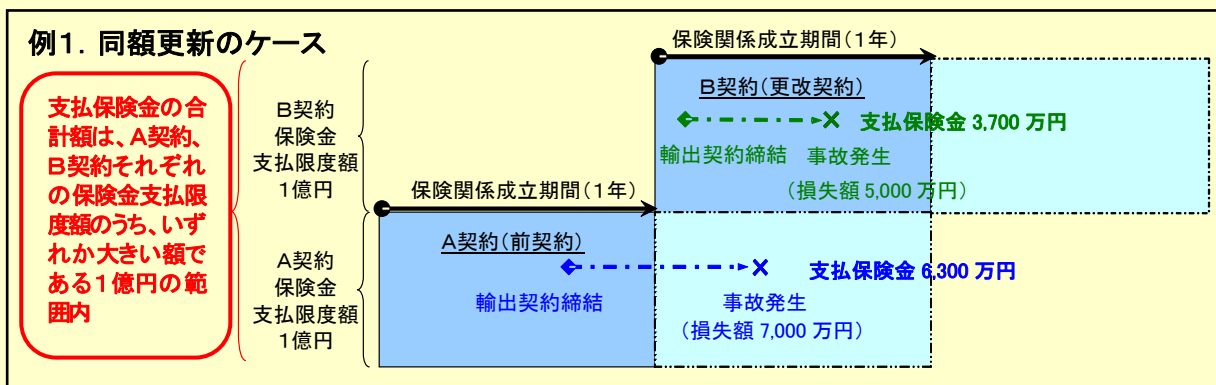 例1．同額更新のケース
支払保険金の合
計額は、A契約、
B契約それぞれ
の保険金支払限
度額のうち、いず
れか大きい額で
ある1億円の範
囲内
B契約
保険金
支払限度額
1億円
A契約
保険金
支払限度額
1億円
保険関係成立期間（1年）
B契約（更改契約）
支払保険金 3,700 万円
輸出契約締結
事故発生
（損失額 5,000 万円）
保険関係成立期間（1年）
A契約（前契約）
支払保険金 6,300 万円
輸出契約締結
事故発生
（損失額 7,000 万円）